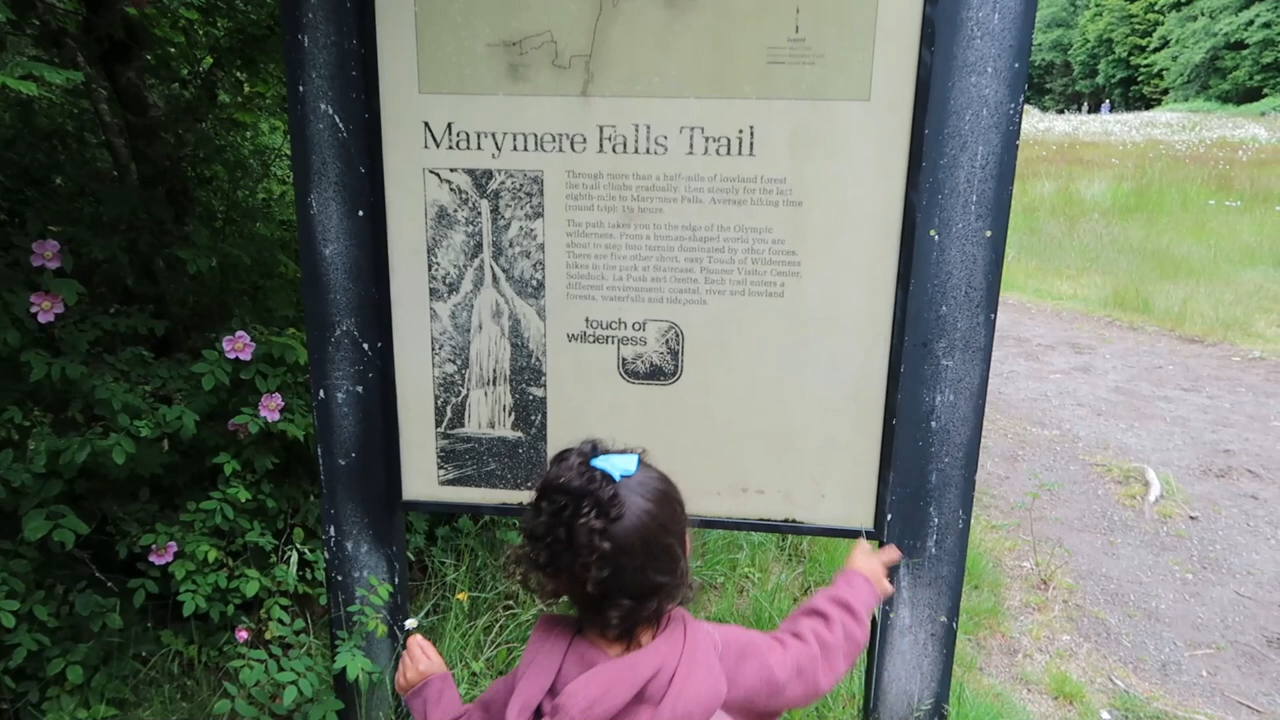 Marymere Falls Trail
Through more than a half-mile of lowland forest
the trail climbs gradually; then steeply for the last
eighth-mile to Marymere Falls. Average hiking time
(round trip): 1½ hours.
The path takes you to the edge of the Olympic
wilderness. From a human-shaped world you are
about to step into terrain dominated by other forces.
There are five other short, easy Touch of Wilderness
hikes in the park at Staircase, Pioneer Visitor Center,
Soleduck, La Push and Ozette. Each trail enters a
different environment: coastal, river and lowland
forests, waterfalls and tidepools.
touch of
wilderness